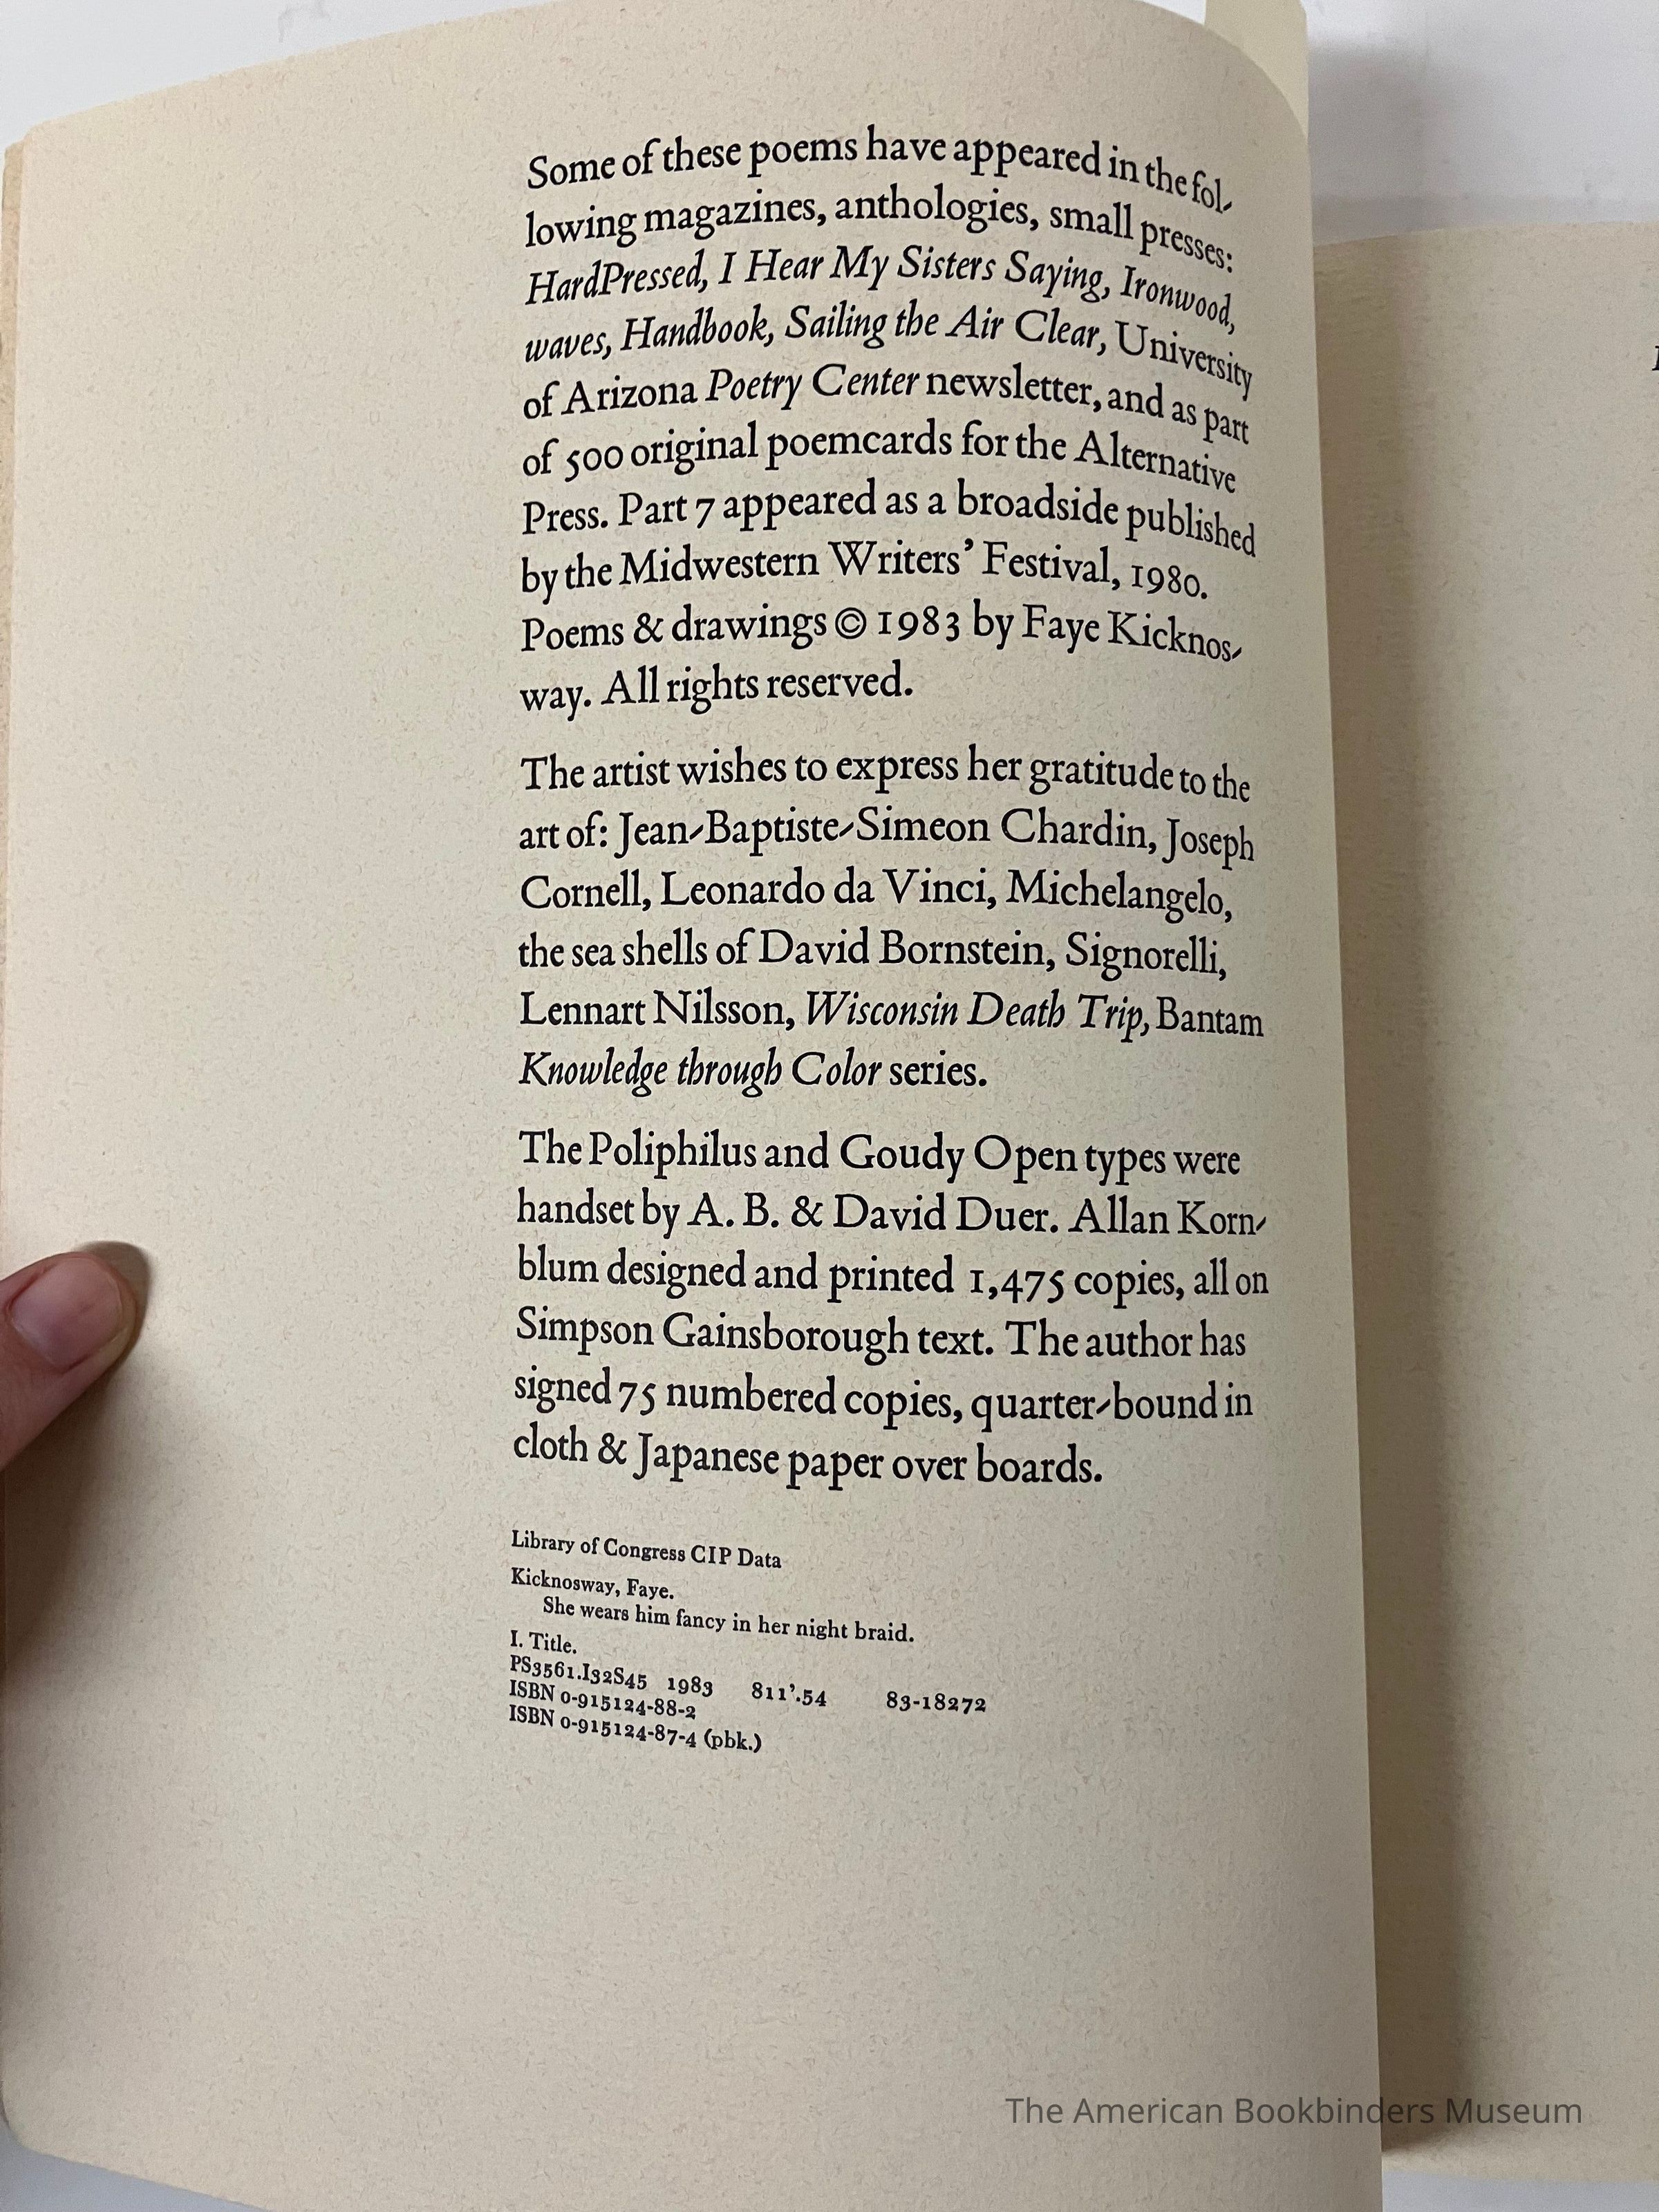 Some of these poems have appeared in the fol-
lowing magazines, anthologies, small presses:
HardPressed, I Hear My Sisters Saying, Ironwood,
waves, Handbook, Sailing the Air Clear, University
of Arizona Poetry Center newsletter, and as part
of 500 original poemcards for the Alternative
Press. Part 7 appeared as a broadside published
by the Midwestern Writers' Festival, 1980.
Poems & drawings © 1983 by Faye Kicknos-
way. All rights reserved.
The artist wishes to express her gratitude to the
art of: Jean-Baptiste-Simeon Chardin, Joseph
Cornell, Leonardo da Vinci, Michelangelo,
the sea shells of David Bornstein, Signorelli,
Lennart Nilsson, Wisconsin Death Trip, Bantam
Knowledge through Color series.
The Poliphilus and Goudy Open types were
handset by A. B. & David Duer. Allan Korn-
blum designed and printed 1,475 copies, all on
Simpson Gainsborough text. The author has
signed 75 numbered copies, quarter-bound in
cloth & Japanese paper over boards.
Library of Congress CIP Data
Kicknosway, Faye.
She wears him fancy in her night braid.
I. Title.
PS3561.I32S45 1983 811'.54 83-18272
ISBN 0-915124-88-2
ISBN 0-915124-87-4 (pbk.)
The American Bookbinders Museum